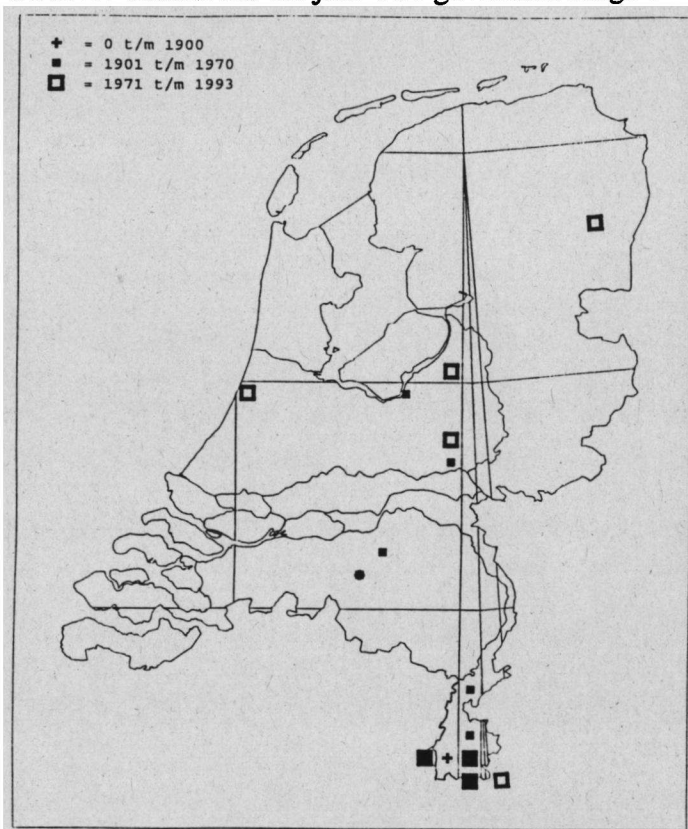 + = 0 t/m 1900
▪ = 1901 t/m 1970
□ = 1971 t/m 1993